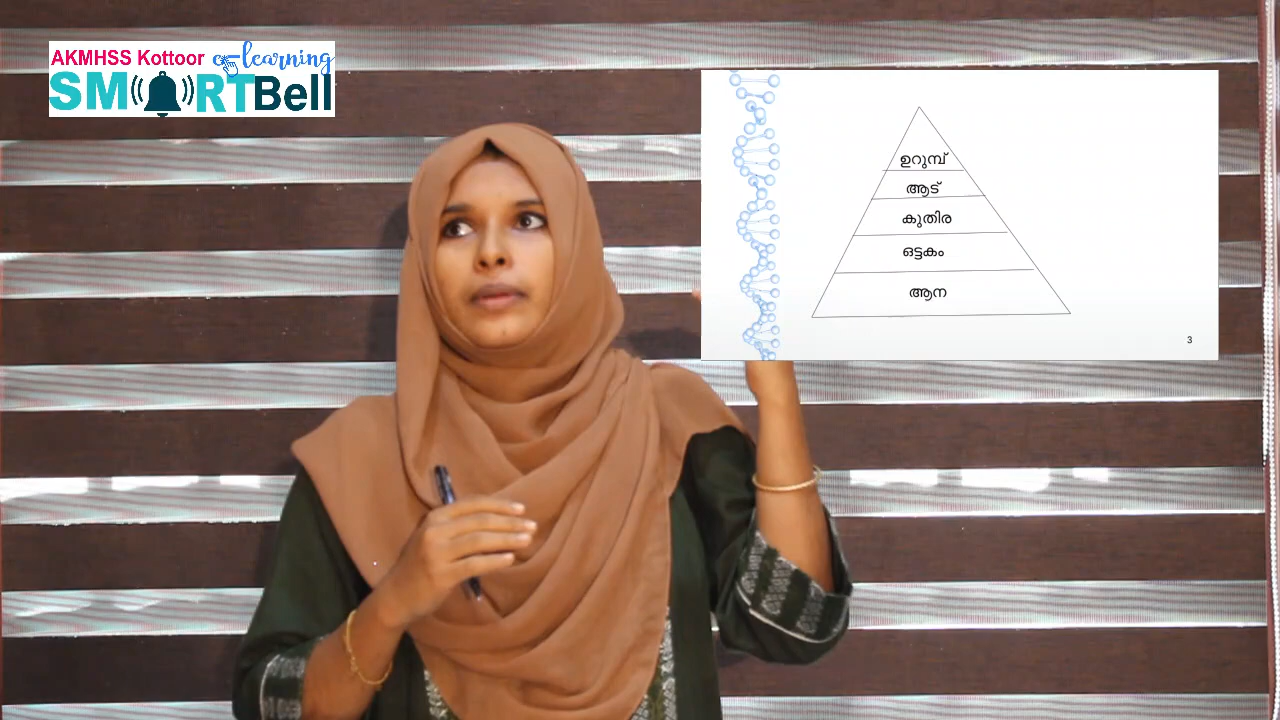 AKMHSS Kottoor e-learning
SMARTBell
ഉറുമ്പ്
ആട്
കുതിര
ഒട്ടകം
ആന
3